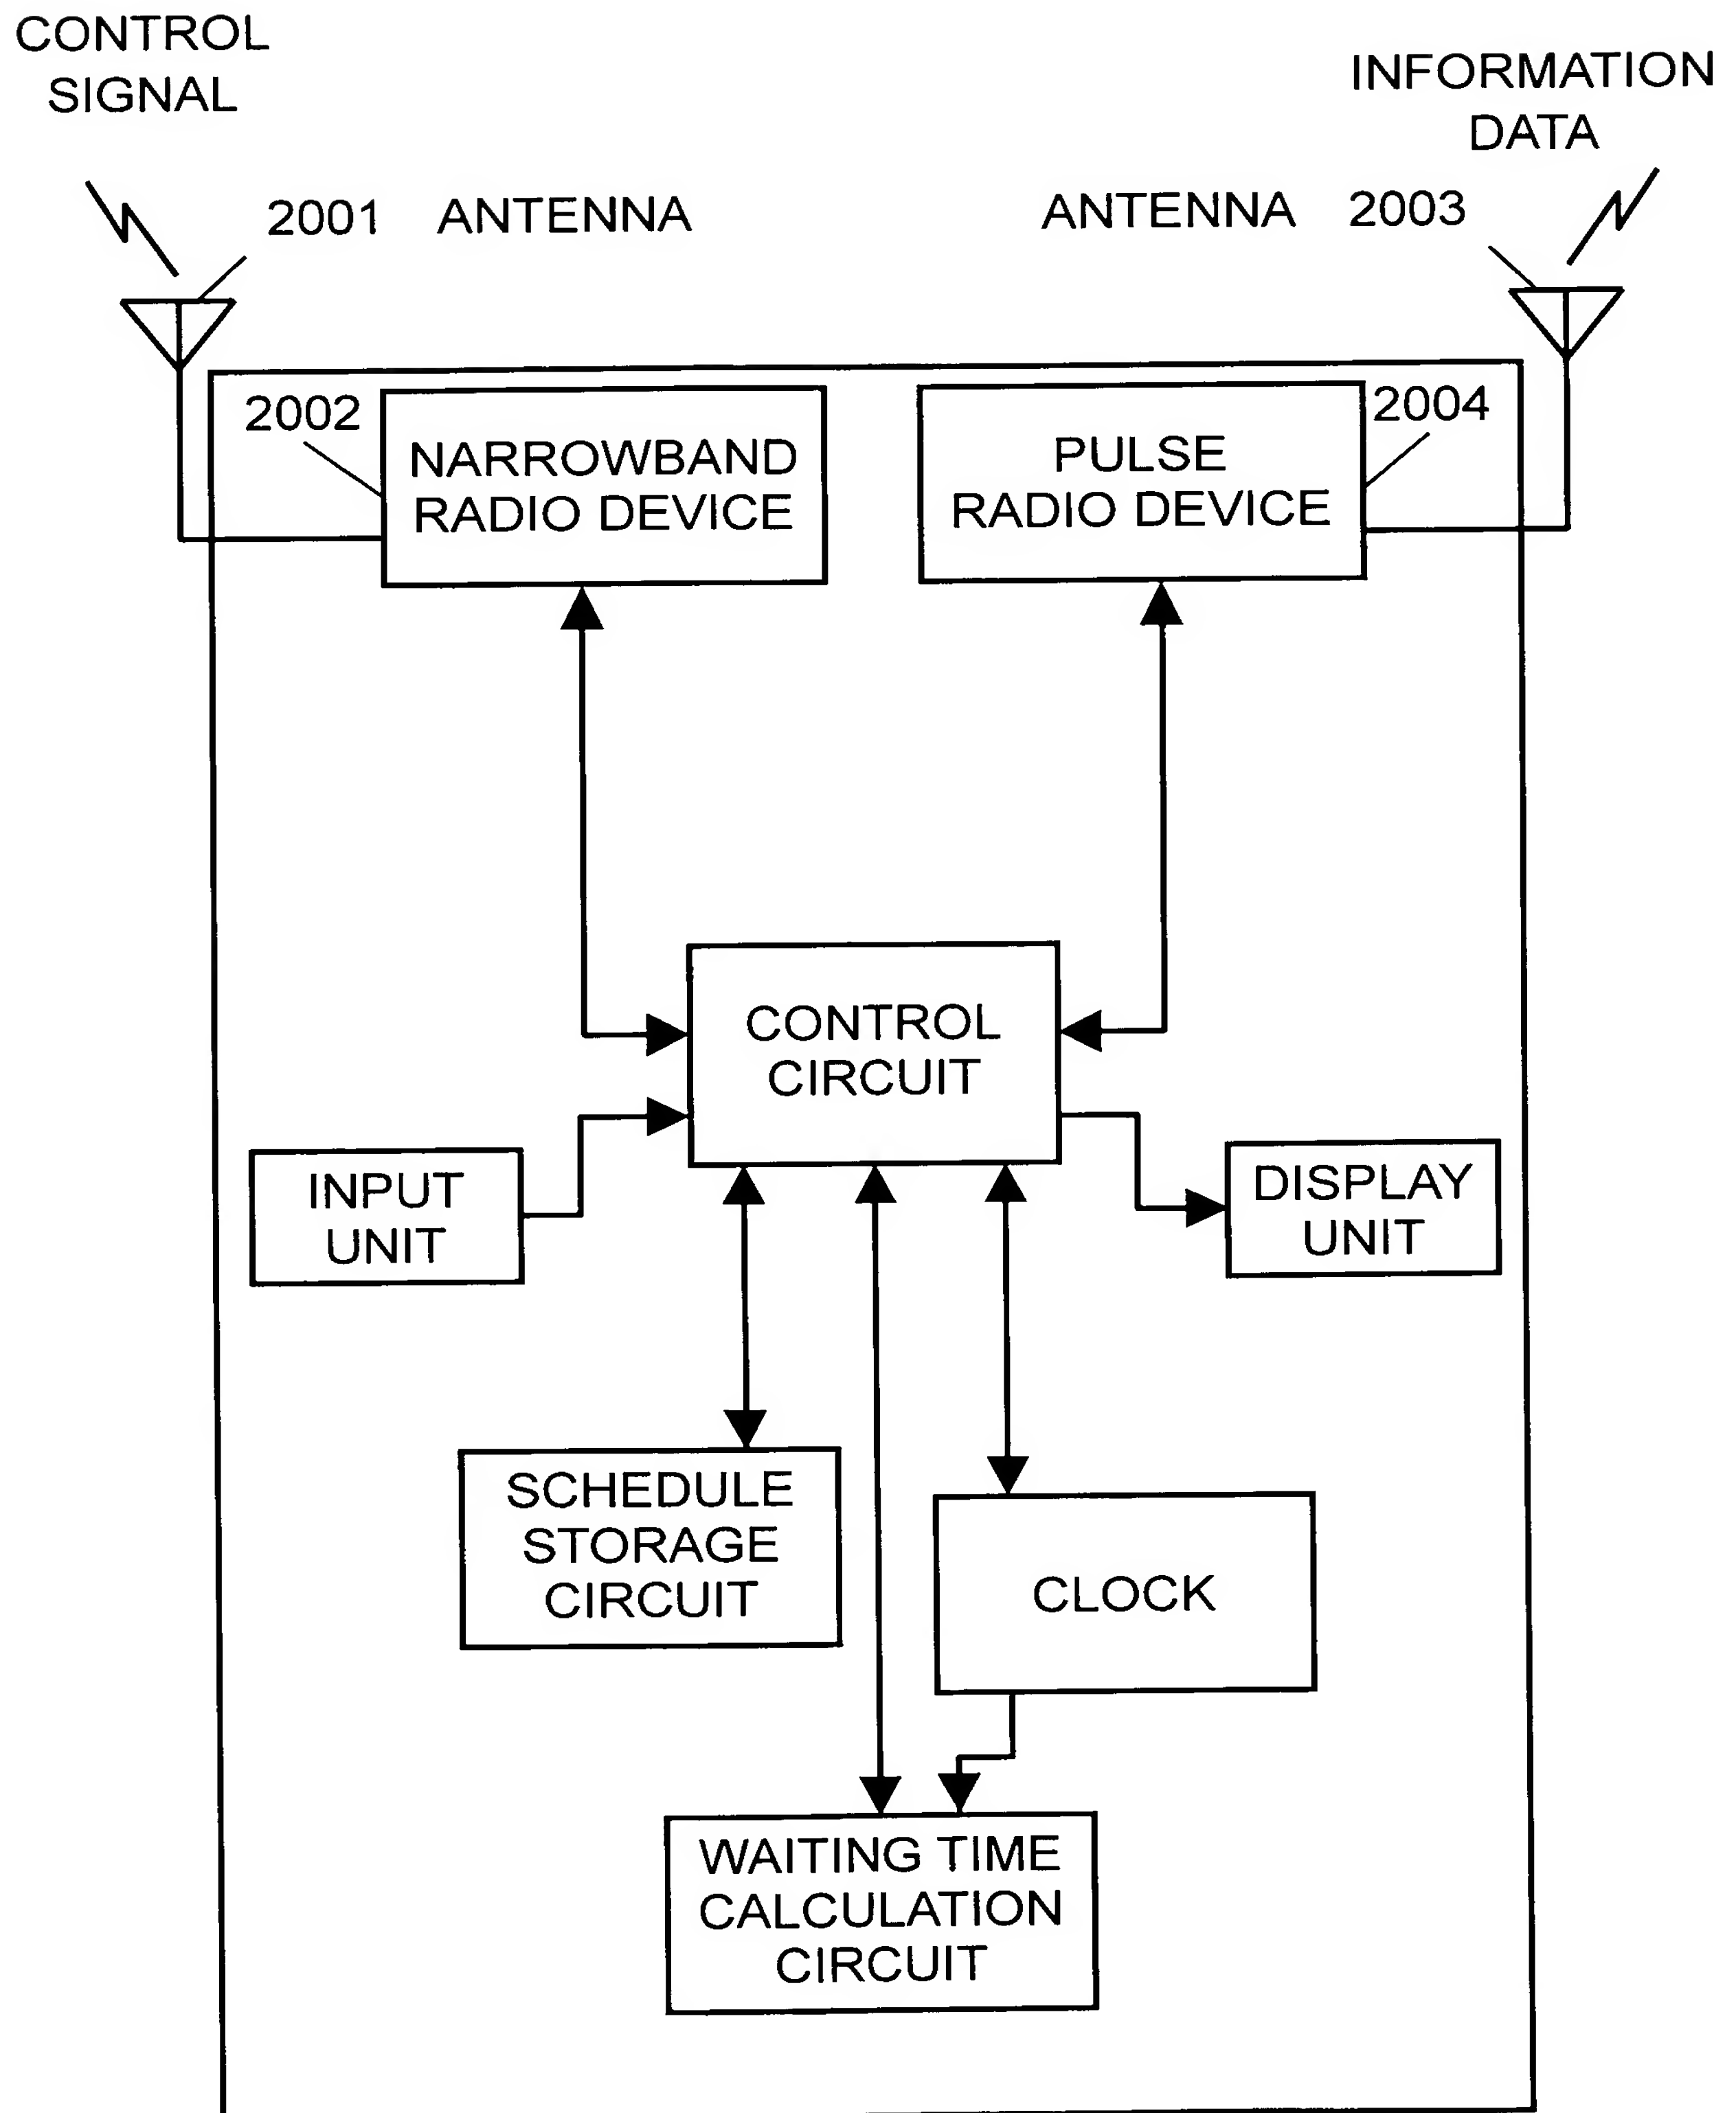 CONTROL
SIGNAL
INFORMATION
DATA
2001 ANTENNA
ANTENNA 2003
2002
NARROWBAND
RADIO DEVICE
PULSE
RADIO DEVICE
2004
CONTROL
CIRCUIT
INPUT
UNIT
DISPLAY
UNIT
SCHEDULE
STORAGE
CIRCUIT
CLOCK
WAITING TIME
CALCULATION
CIRCUIT